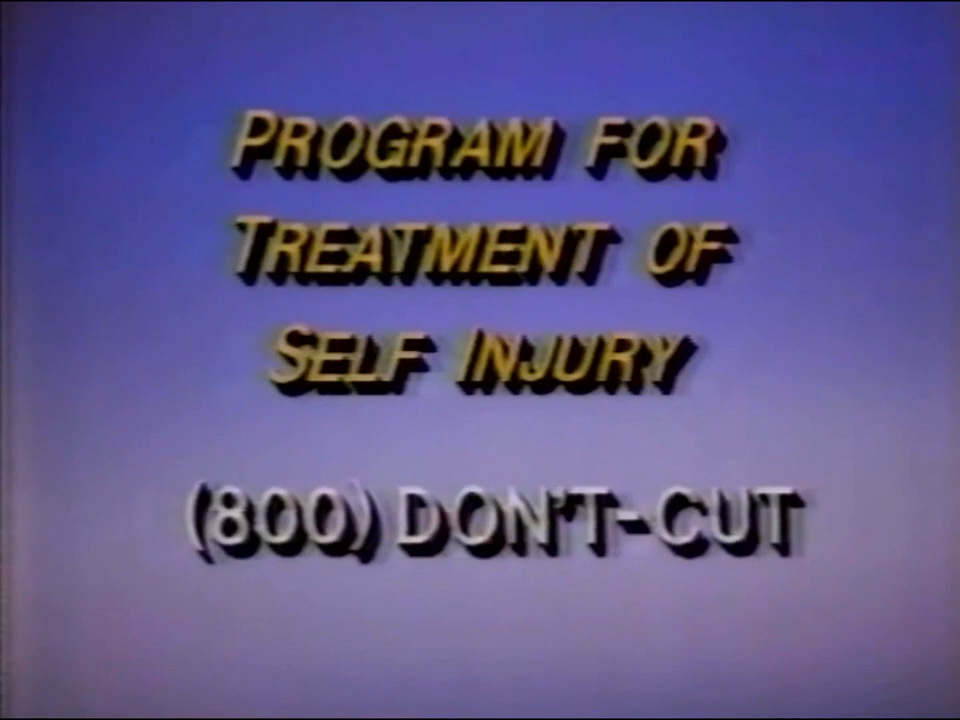 PROGRAM FOR
TREATMENT OF
SELF INJURY
(800) DON'T-CUT